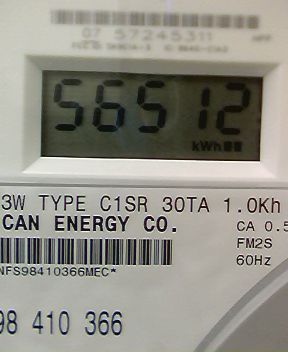 07 57245311
56512
kWh
3W TYPE C1SR 30TA 1.0Kh
CAN ENERGY CO.
CA 0.5
FM2S
NFS98410366MEC*
60Hz
98 410 366